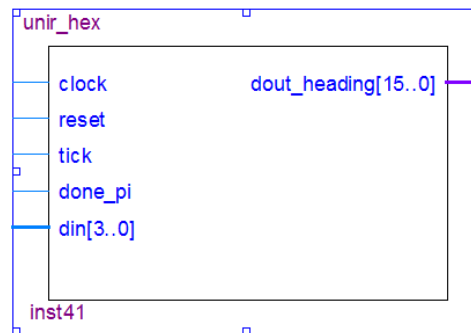 unir_hex
clock
dout_heading[15..0]
reset
tick
done_pi
din[3..0]
inst41